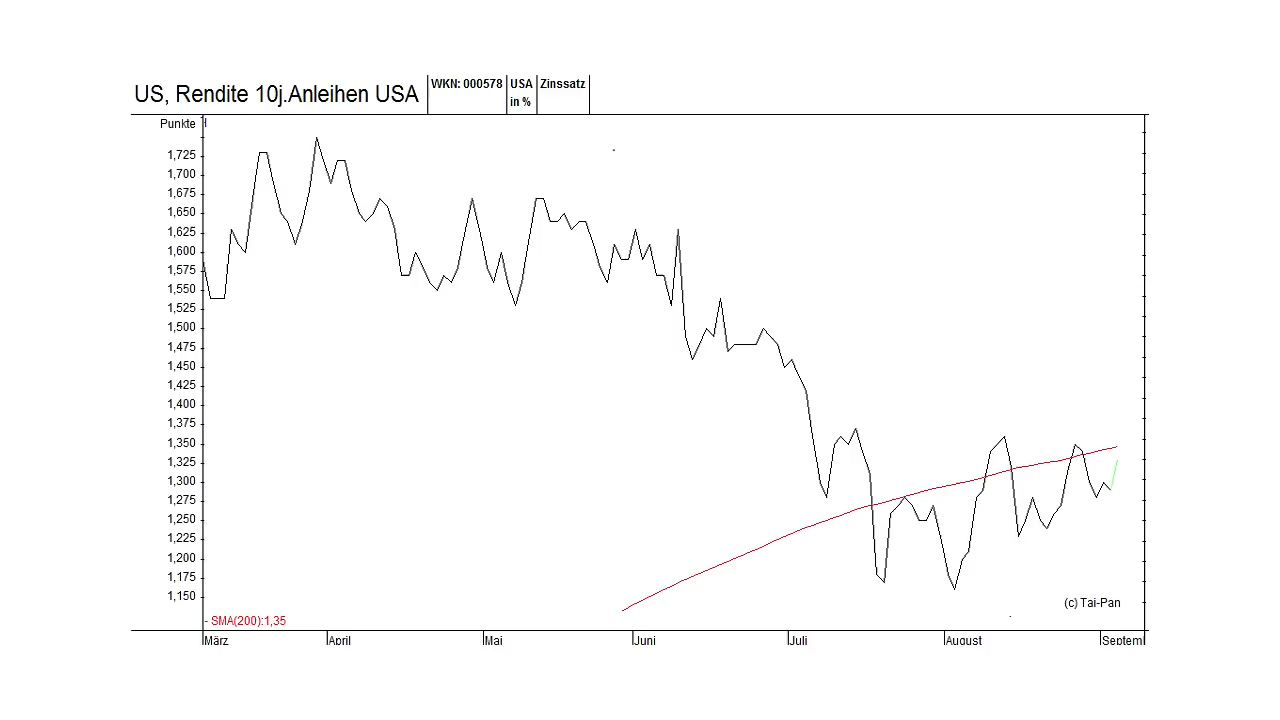 US, Rendite 10j.Anleihen USA
WKN: 000578
USA
in %
Zinssatz
Punkte
1,725
1,700
1,675
1,650
1,625
1,600
1,575
1,550
1,525
1,500
1,475
1,450
1,425
1,400
1,375
1,350
1,325
1,300
1,275
1,250
1,225
1,200
1,175
1,150
(c) Tai-Pan
- SMA(200):1,35
März April Mai Juni Juli August Septem